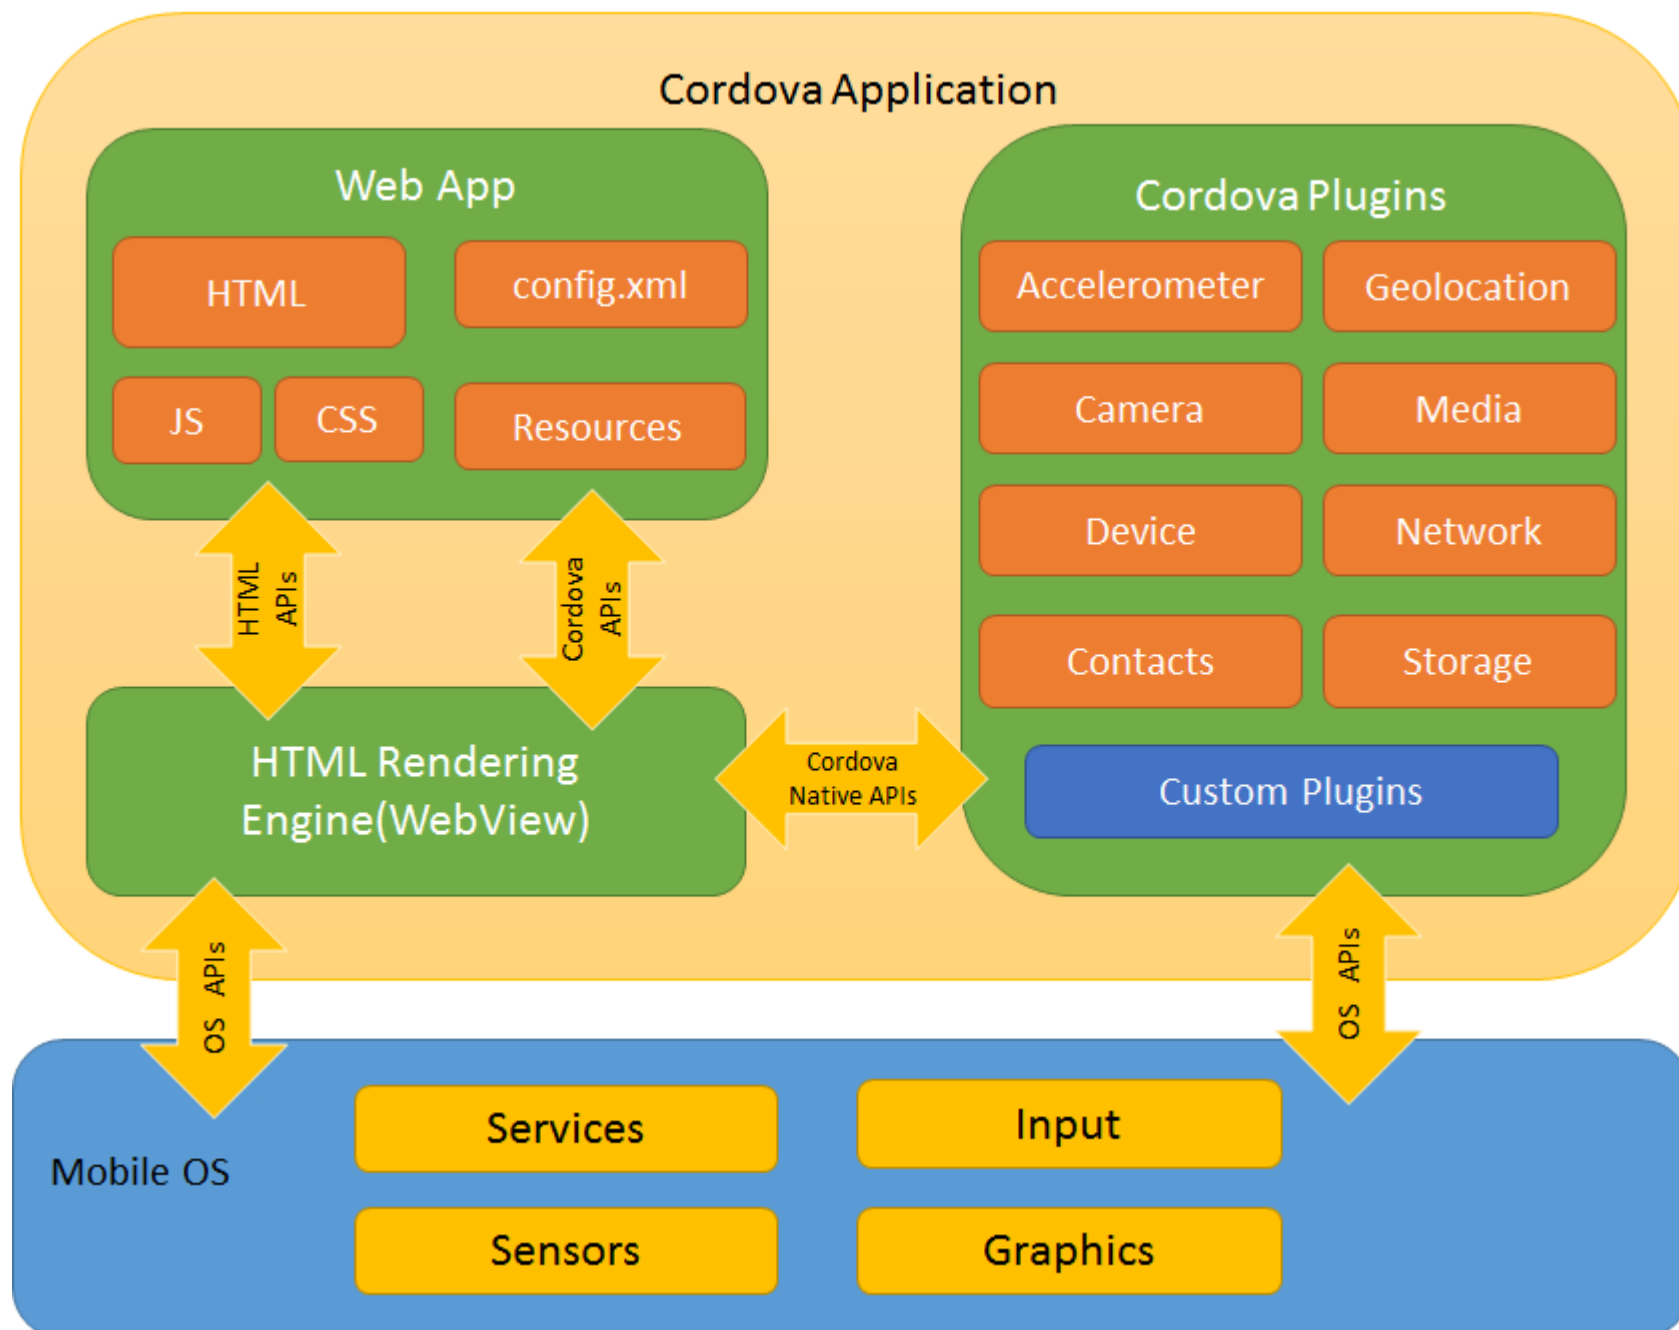 Cordova Application
Web App
HTML
config.xml
JS
CSS
Resources
HTML
APIs
Cordova
APIs
HTML Rendering
Engine(WebView)
Cordova
Native APIs
Cordova Plugins
Accelerometer
Geolocation
Camera
Media
Device
Network
Contacts
Storage
Custom Plugins
OS APIs
OS APIs
Mobile OS
Services
Input
Sensors
Graphics